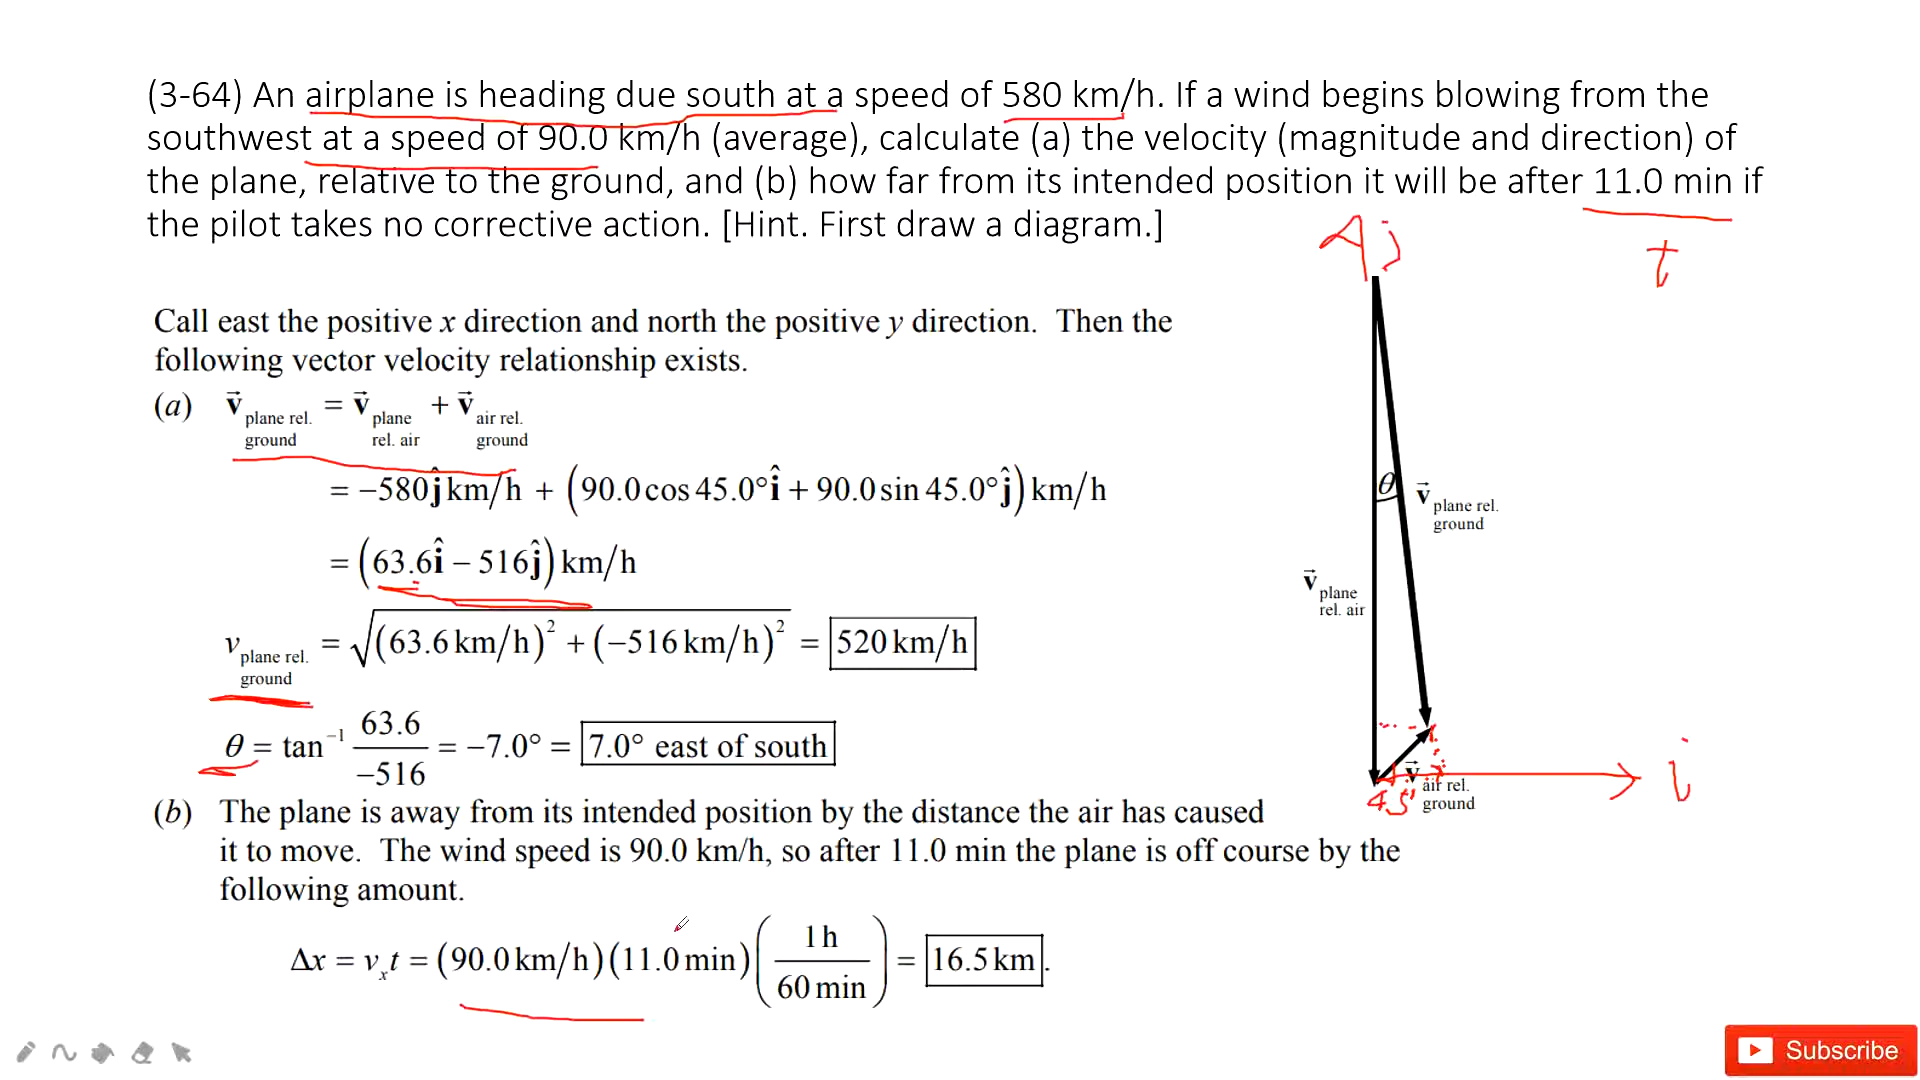 (3-64) An airplane is heading due south at a speed of 580 km/h. If a wind begins blowing from the
southwest at a speed of 90.0 km/h (average), calculate (a) the velocity (magnitude and direction) of
the plane, relative to the ground, and (b) how far from its intended position it will be after 11.0 min if
the pilot takes no corrective action. [Hint. First draw a diagram.]
j
t
Call east the positive x direction and north the positive y direction. Then the
following vector velocity relationship exists.
(a) v⃗ plane rel. ground = v⃗ plane rel. air + v⃗ air rel. ground
= −580ĵ km/h + (90.0 cos 45.0° î + 90.0 sin 45.0° ĵ) km/h
= (63.6î − 516ĵ) km/h
v plane rel. ground = √((63.6 km/h)² + (−516 km/h)²) = 520 km/h
θ = tan⁻¹ 63.6/−516 = −7.0° = 7.0° east of south
(b) The plane is away from its intended position by the distance the air has caused
it to move. The wind speed is 90.0 km/h, so after 11.0 min the plane is off course by the
following amount.
Δx = vₓt = (90.0 km/h)(11.0 min)(1 h/60 min) = 16.5 km.
θ
v⃗ plane rel.
ground
v⃗ plane
rel. air
v⃗ air rel.
ground
45°
i
Subscribe